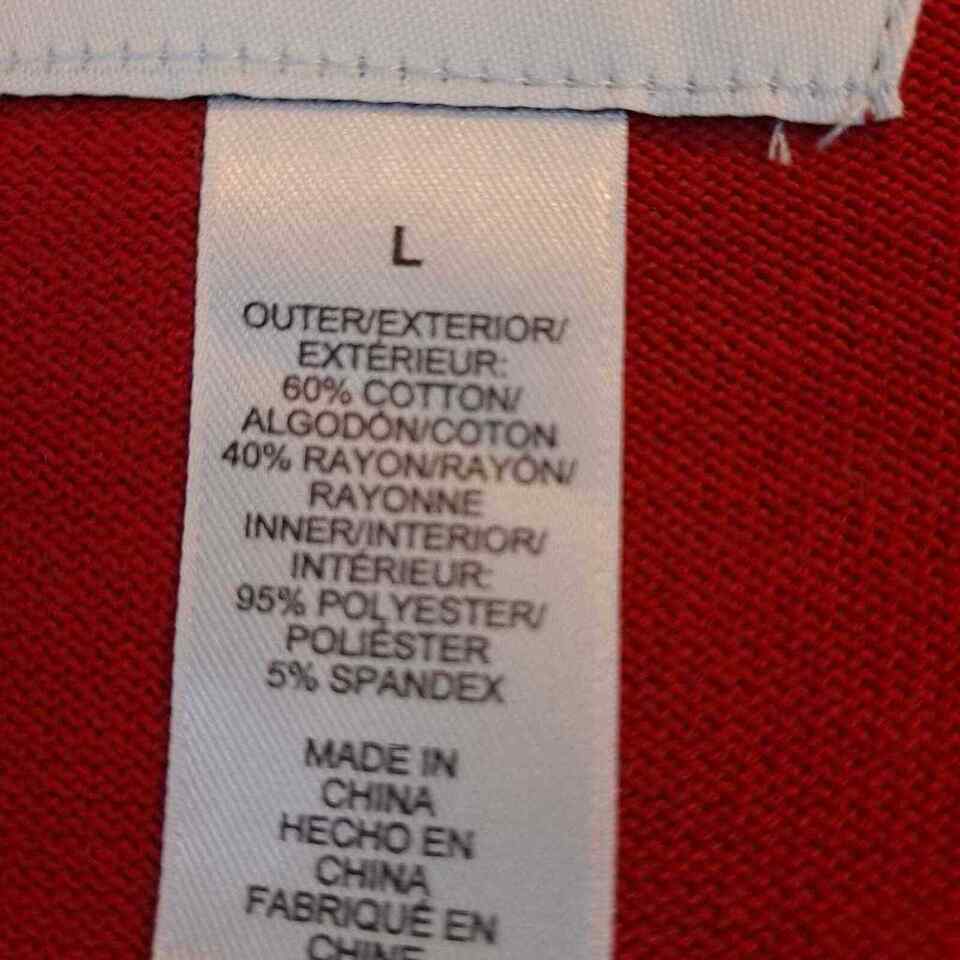 L
OUTER/EXTERIOR/
EXTÉRIEUR:
60% COTTON/
ALGODÓN/COTON
40% RAYON/RAYÓN/
RAYONNE
INNER/INTERIOR/
INTÉRIEUR:
95% POLYESTER/
POLIÉSTER
5% SPANDEX
MADE IN
CHINA
HECHO EN
CHINA
FABRIQUÉ EN
CHINE